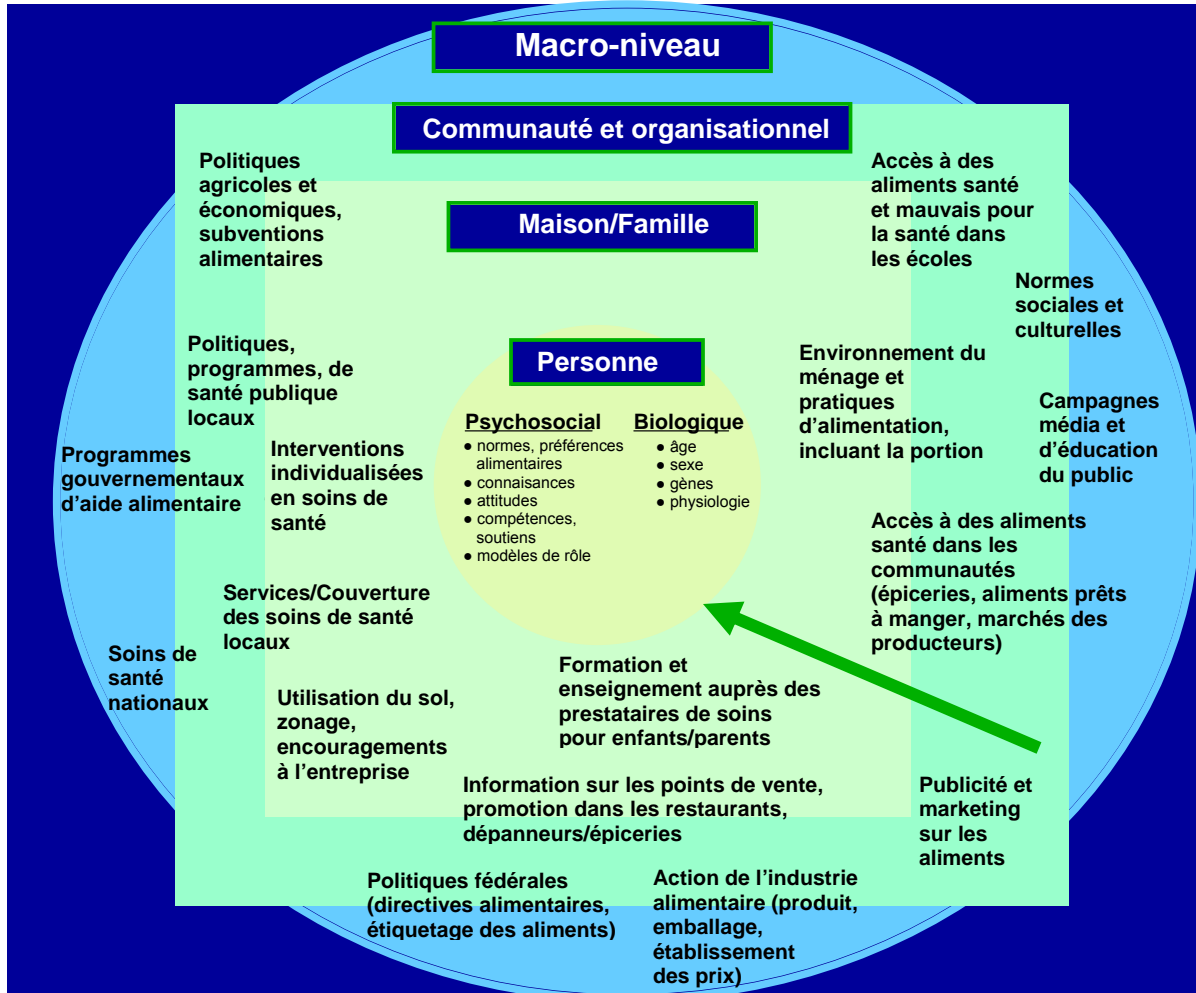 Macro-niveau
Communauté et organisationnel
Politiques
agricoles et
économiques,
subventions
alimentaires
Accès à des
aliments santé
et mauvais pour
la santé dans
les écoles
Maison/Famille
Normes
sociales et
culturelles
Politiques,
programmes, de
santé publique
locaux
Personne
Environnement du
ménage et
pratiques
d'alimentation,
incluant la portion
Campagnes
média et
d'éducation
du public
Programmes
gouvernementaux
d'aide alimentaire
Interventions
individualisées
en soins de
santé
Psychosocial
● normes, préférences
alimentaires
● connaisances
● attitudes
● compétences,
soutiens
● modèles de rôle
Biologique
● âge
● sexe
● gènes
● physiologie
Accès à des aliments
santé dans les
communautés
(épiceries, aliments prêts
à manger, marchés des
producteurs)
Services/Couverture
des soins de santé
locaux
Soins de
santé
nationaux
Utilisation du sol,
zonage,
encouragements
à l'entreprise
Formation et
enseignement auprès des
prestataires de soins
pour enfants/parents
Information sur les points de vente,
promotion dans les restaurants,
dépanneurs/épiceries
Publicité et
marketing
sur les
aliments
Politiques fédérales
(directives alimentaires,
étiquetage des aliments)
Action de l'industrie
alimentaire (produit,
emballage,
établissement
des prix)